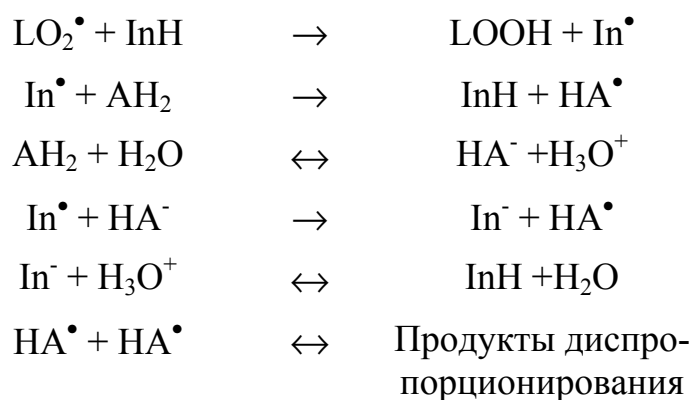 LO₂• + InH → LOOH + In•
In• + AH₂ → InH + HA•
AH₂ + H₂O ↔ HA⁻ +H₃O⁺
In• + HA⁻ → In⁻ + HA•
In⁻ + H₃O⁺ ↔ InH +H₂O
HA• + HA• ↔ Продукты диспро-
порционирования